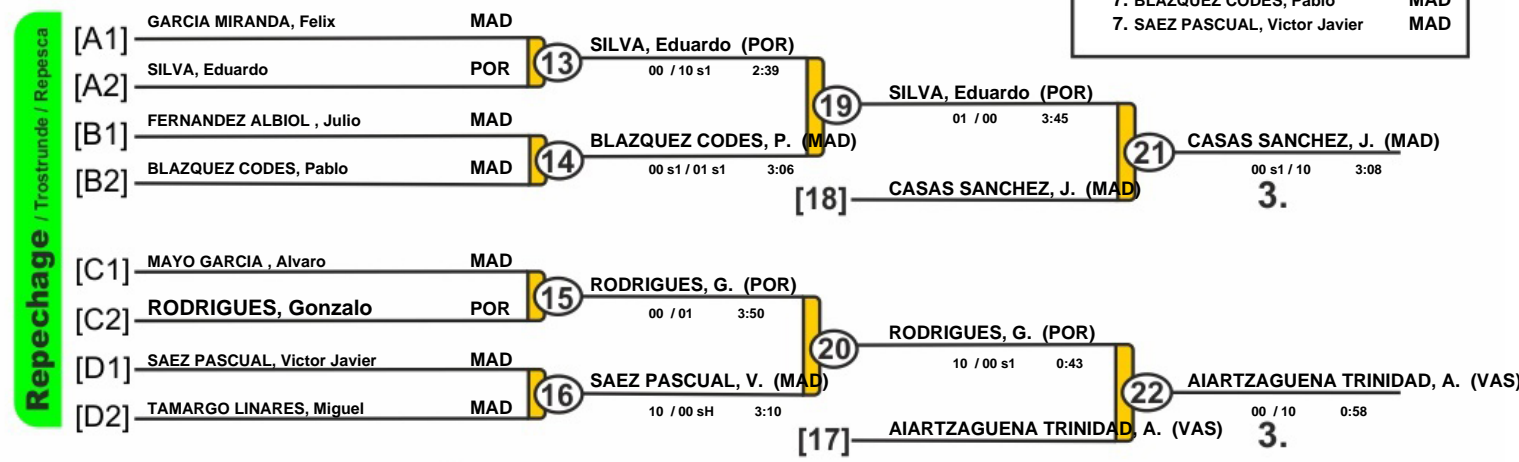 7. BLAZQUEZ CODES, Pablo MAD
7. SAEZ PASCUAL, Victor Javier MAD
Repechage / Trostrunde / Repesca
[A1] GARCIA MIRANDA, Felix MAD
[A2] SILVA, Eduardo POR
13 SILVA, Eduardo (POR)
00 / 10 s1 2:39
[B1] FERNANDEZ ALBIOL , Julio MAD
[B2] BLAZQUEZ CODES, Pablo MAD
14 BLAZQUEZ CODES, P. (MAD)
00 s1 / 01 s1 3:06
19 SILVA, Eduardo (POR)
01 / 00 3:45
[18] CASAS SANCHEZ, J. (MAD)
21 CASAS SANCHEZ, J. (MAD)
00 s1 / 10 3:08
3.
[C1] MAYO GARCIA , Alvaro MAD
[C2] RODRIGUES, Gonzalo POR
15 RODRIGUES, G. (POR)
00 / 01 3:50
[D1] SAEZ PASCUAL, Victor Javier MAD
[D2] TAMARGO LINARES, Miguel MAD
16 SAEZ PASCUAL, V. (MAD)
10 / 00 sH 3:10
20 RODRIGUES, G. (POR)
10 / 00 s1 0:43
[17] AIARTZAGUENA TRINIDAD, A. (VAS)
22 AIARTZAGUENA TRINIDAD, A. (VAS)
00 / 10 0:58
3.